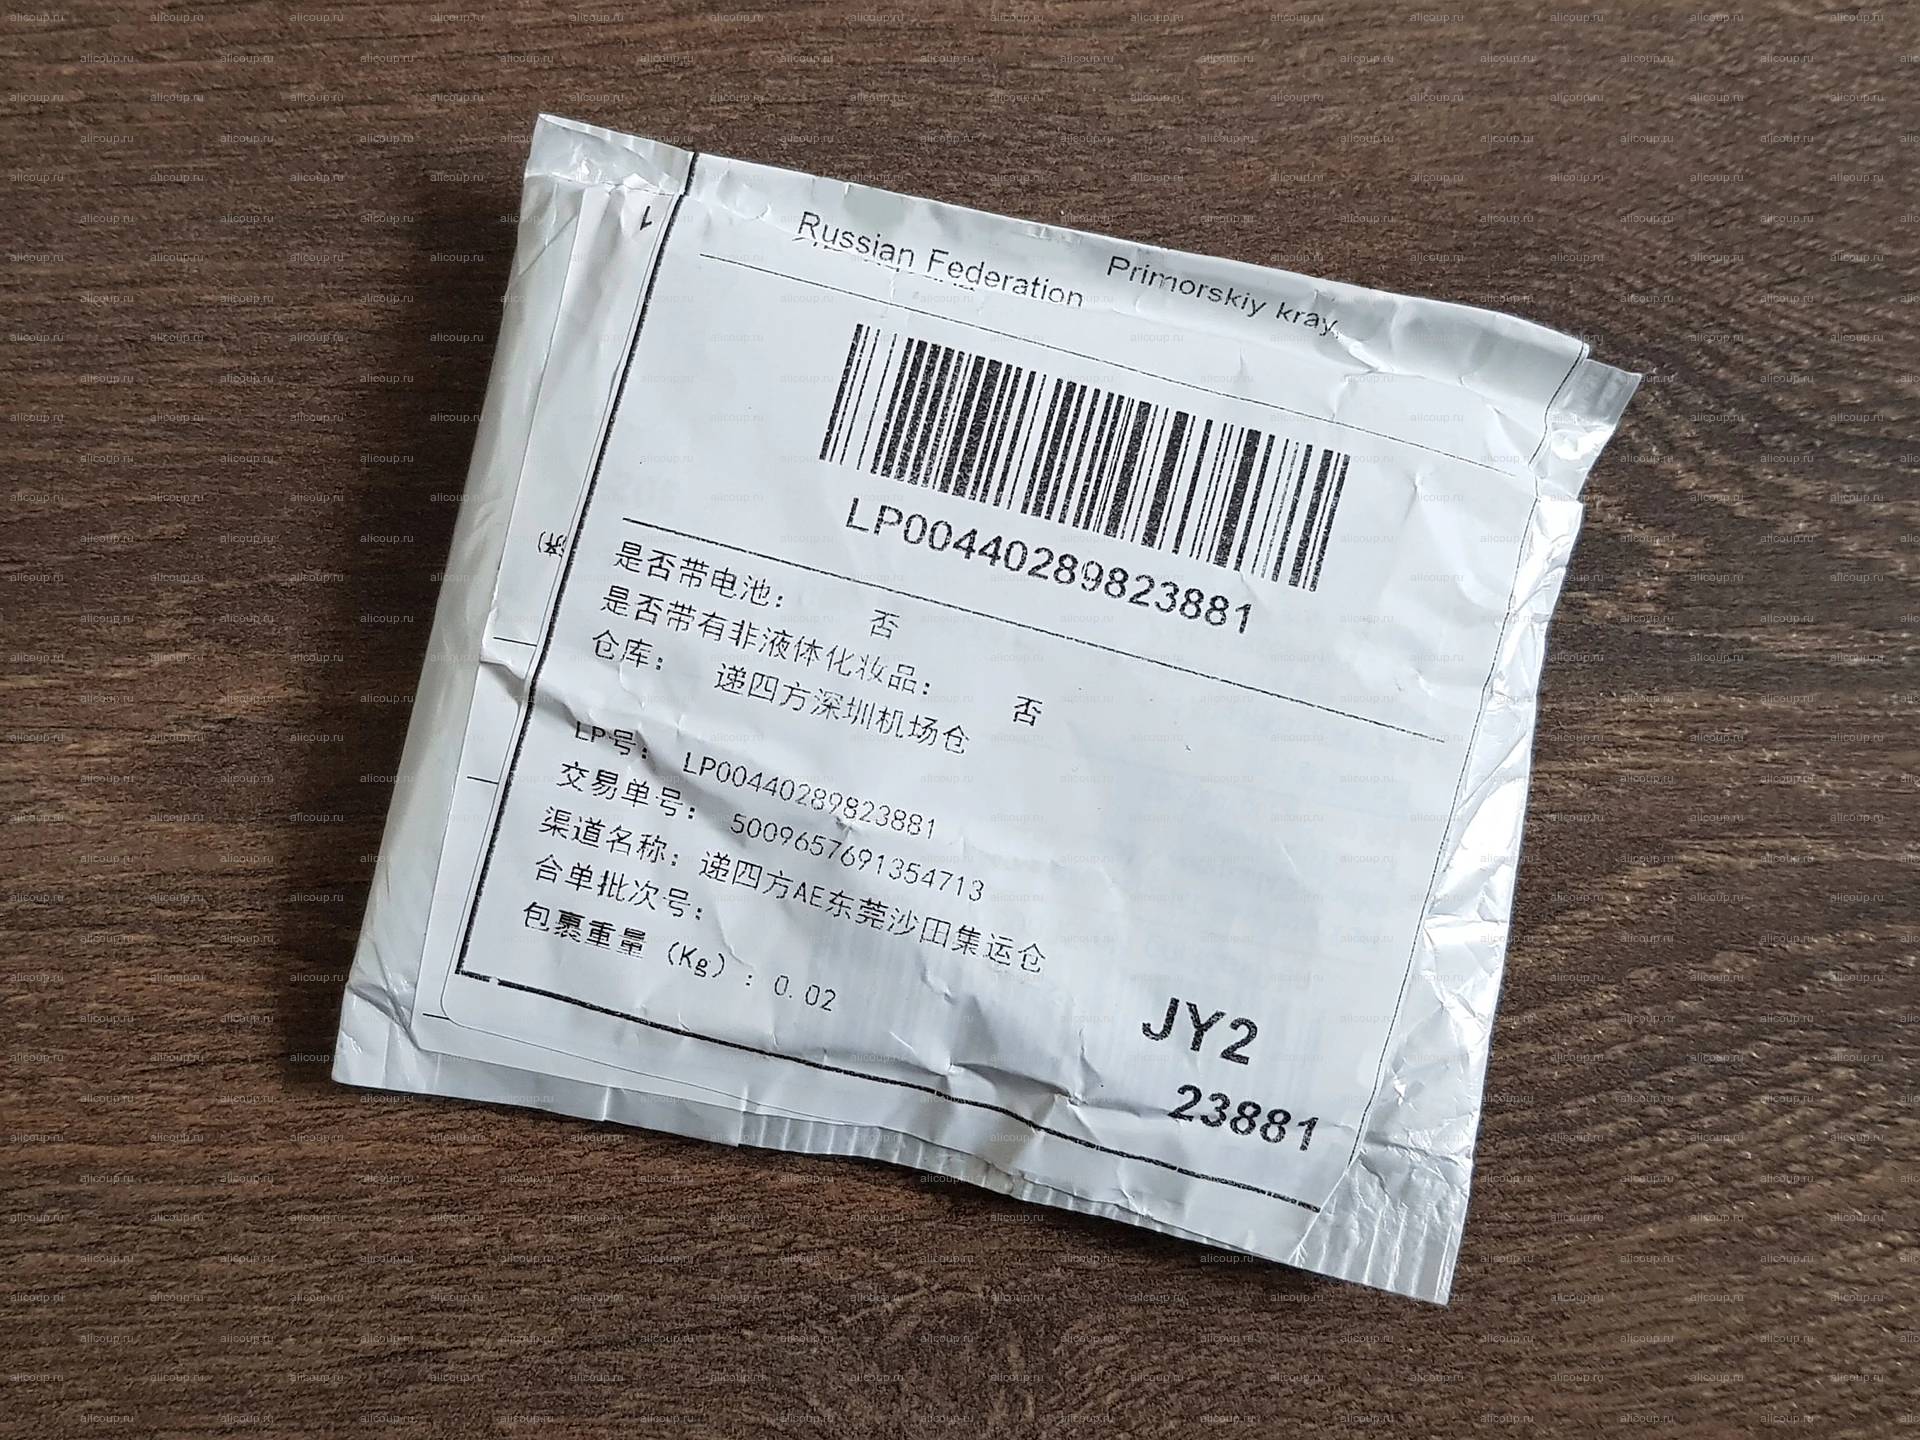 Russian Federation Primorskiy kray,
1
LP00440289823881
是否带电池: 否
是否带有非液体化妆品: 否
仓库: 递四方深圳机场仓
LP号: LP00440289823881
交易单号: 5009657691354713
渠道名称: 递四方AE东莞沙田集运仓
合单批次号:
包裹重量 (Kg) : 0.02
JY2
23881
alicoup.ru